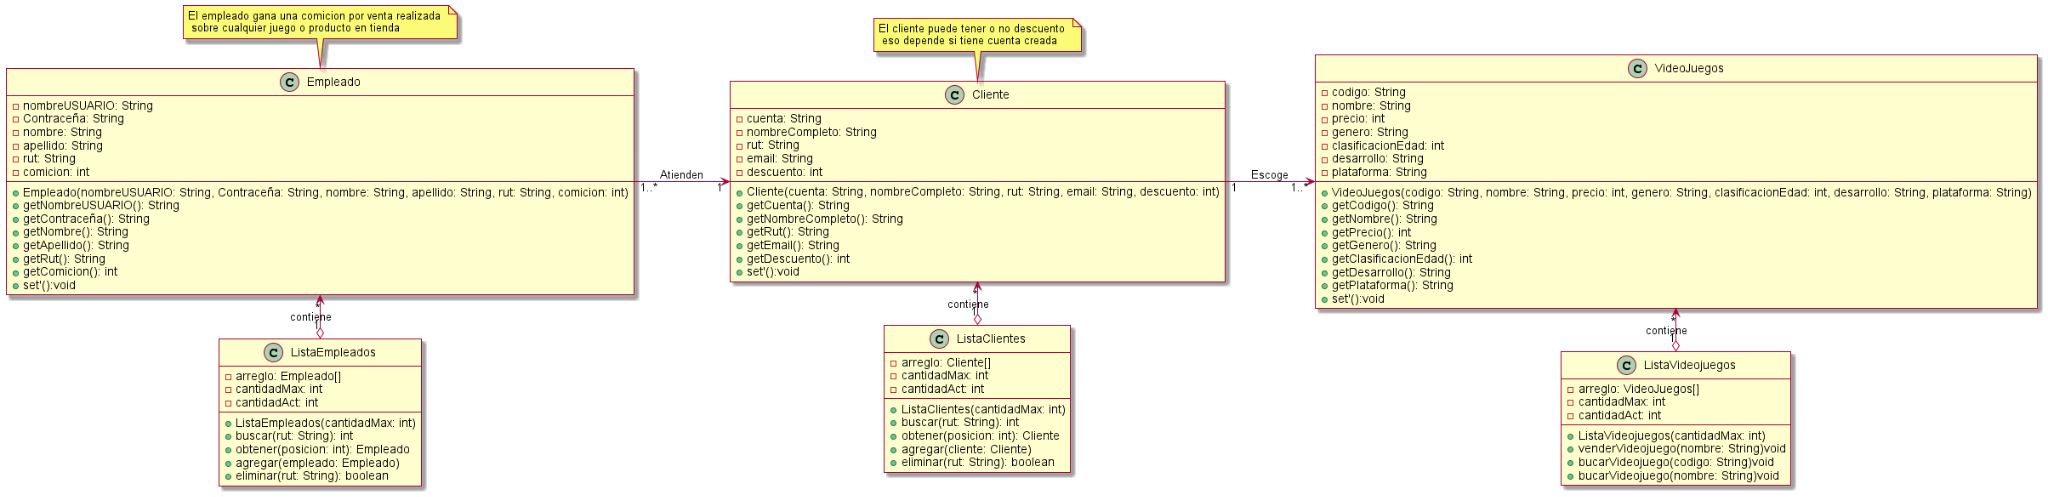 El empleado gana una comicion por venta realizada
sobre cualquier juego o producto en tienda
C Empleado
nombreUSUARIO: String
Contraceña: String
nombre: String
apellido: String
rut: String
comicion: int
Empleado(nombreUSUARIO: String, Contraceña: String, nombre: String, apellido: String, rut: String, comicion: int)
getNombreUSUARIO(): String
getContraceña(): String
getNombre(): String
getApellido(): String
getRut(): String
getComicion(): int
set'():void
Atienden
1..*
1
El cliente puede tener o no descuento
eso depende si tiene cuenta creada
C Cliente
cuenta: String
nombreCompleto: String
rut: String
email: String
descuento: int
Cliente(cuenta: String, nombreCompleto: String, rut: String, email: String, descuento: int)
getCuenta(): String
getNombreCompleto(): String
getRut(): String
getEmail(): String
getDescuento(): int
set'():void
Escoge
1
1..*
C VideoJuegos
codigo: String
nombre: String
precio: int
genero: String
clasificacionEdad: int
desarrollo: String
plataforma: String
VideoJuegos(codigo: String, nombre: String, precio: int, genero: String, clasificacionEdad: int, desarrollo: String, plataforma: String)
getCodigo(): String
getNombre(): String
getPrecio(): int
getGenero(): String
getClasificacionEdad(): int
getDesarrollo(): String
getPlataforma(): String
set'():void
*
contiene
1
C ListaEmpleados
arreglo: Empleado[]
cantidadMax: int
cantidadAct: int
ListaEmpleados(cantidadMax: int)
buscar(rut: String): int
obtener(posicion: int): Empleado
agregar(empleado: Empleado)
eliminar(rut: String): boolean
*
contiene
1
C ListaClientes
arreglo: Cliente[]
cantidadMax: int
cantidadAct: int
ListaClientes(cantidadMax: int)
buscar(rut: String): int
obtener(posicion: int): Cliente
agregar(cliente: Cliente)
eliminar(rut: String): boolean
*
contiene
1
C ListaVideojuegos
arreglo: VideoJuegos[]
cantidadMax: int
cantidadAct: int
ListaVideojuegos(cantidadMax: int)
venderVideojuego(nombre: String)void
bucarVideojuego(codigo: String)void
bucarVideojuego(nombre: String)void